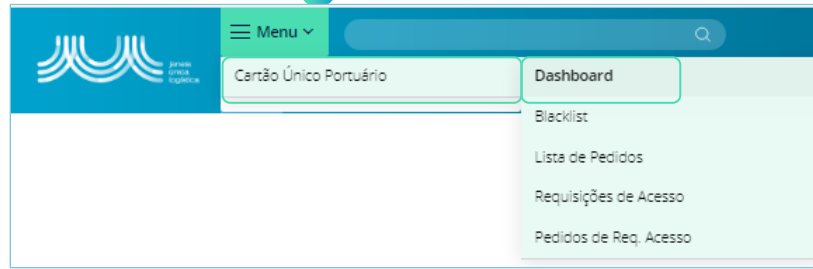 Menu
janela
única
logística
Cartão Único Portuário
Dashboard
Blacklist
Lista de Pedidos
Requisições de Acesso
Pedidos de Req. Acesso